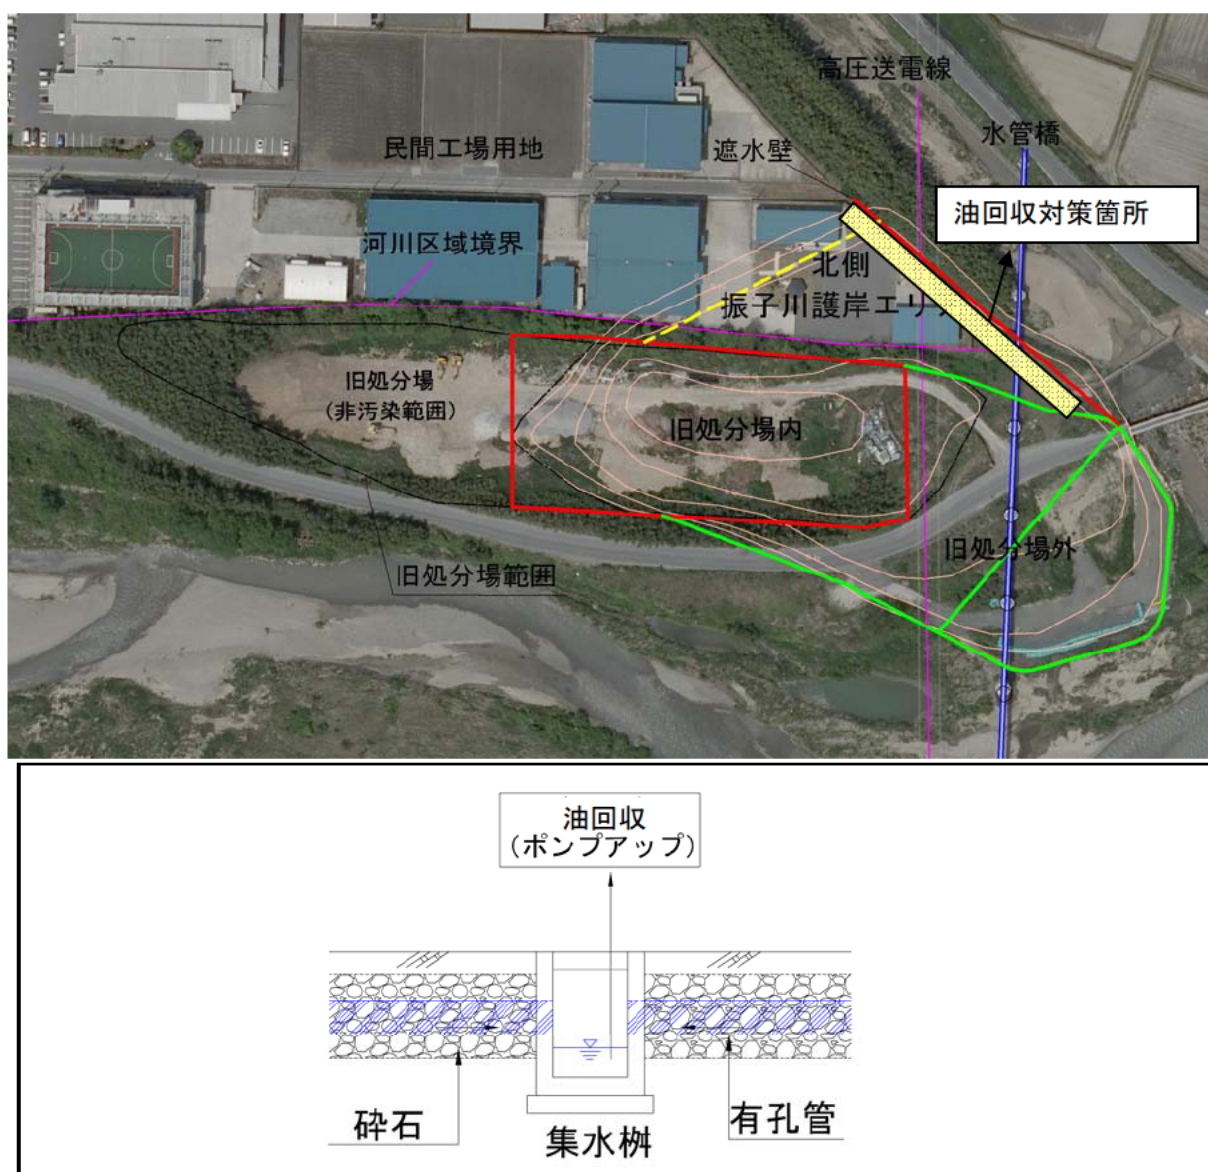 高圧送電線
水管橋
民間工場用地
遮水壁
油回収対策箇所
河川区域境界
北側
振子川護岸エリ
旧処分場
(非汚染範囲)
旧処分場内
旧処分場外
旧処分場範囲
油回収
(ポンプアップ)
砕石
集水桝
有孔管